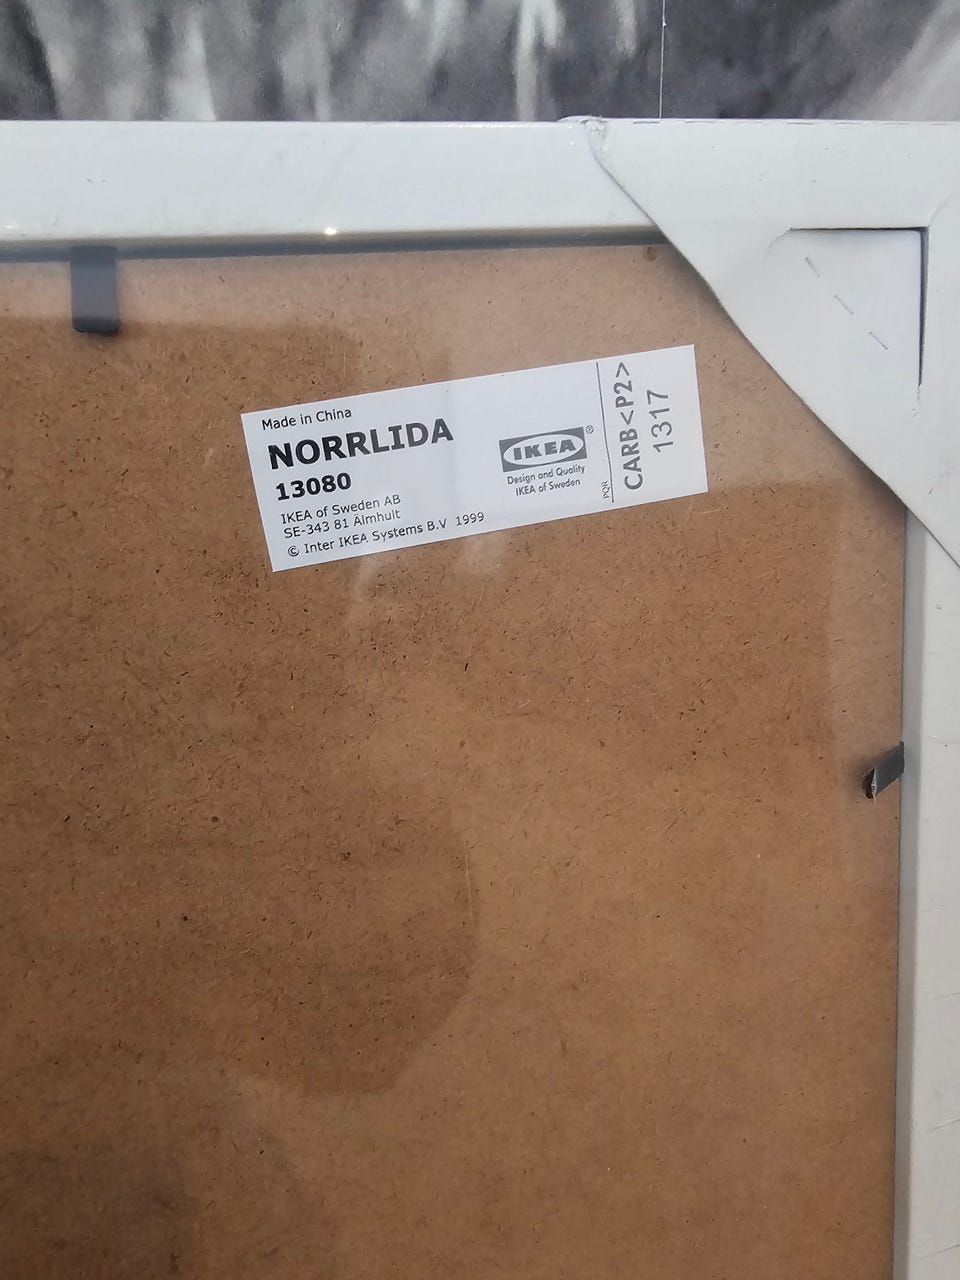 Made in China
NORRLIDA
13080
IKEA of Sweden AB
SE-343 81 Älmhult
© Inter IKEA Systems B.V 1999
IKEA®
Design and Quality
IKEA of Sweden
PQR
CARB<P2>
1317